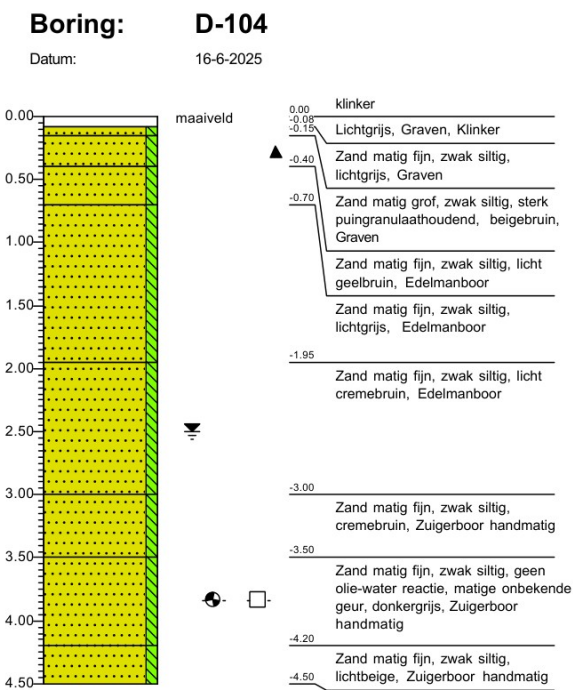 Boring: D-104
Datum: 16-6-2025
0.00
0.50
1.00
1.50
2.00
2.50
3.00
3.50
4.00
4.50
maaiveld
0.00
klinker
-0.08
Lichtgrijs, Graven, Klinker
-0.15
Zand matig fijn, zwak siltig,
lichtgrijs, Graven
-0.40
Zand matig grof, zwak siltig, sterk
puingranulaathoudend, beigebruin,
Graven
-0.70
Zand matig fijn, zwak siltig, licht
geelbruin, Edelmanboor
Zand matig fijn, zwak siltig,
lichtgrijs, Edelmanboor
-1.95
Zand matig fijn, zwak siltig, licht
cremebruin, Edelmanboor
-3.00
Zand matig fijn, zwak siltig,
cremebruin, Zuigerboor handmatig
-3.50
Zand matig fijn, zwak siltig, geen
olie-water reactie, matige onbekende
geur, donkergrijs, Zuigerboor
handmatig
-4.20
Zand matig fijn, zwak siltig,
lichtbeige, Zuigerboor handmatig
-4.50